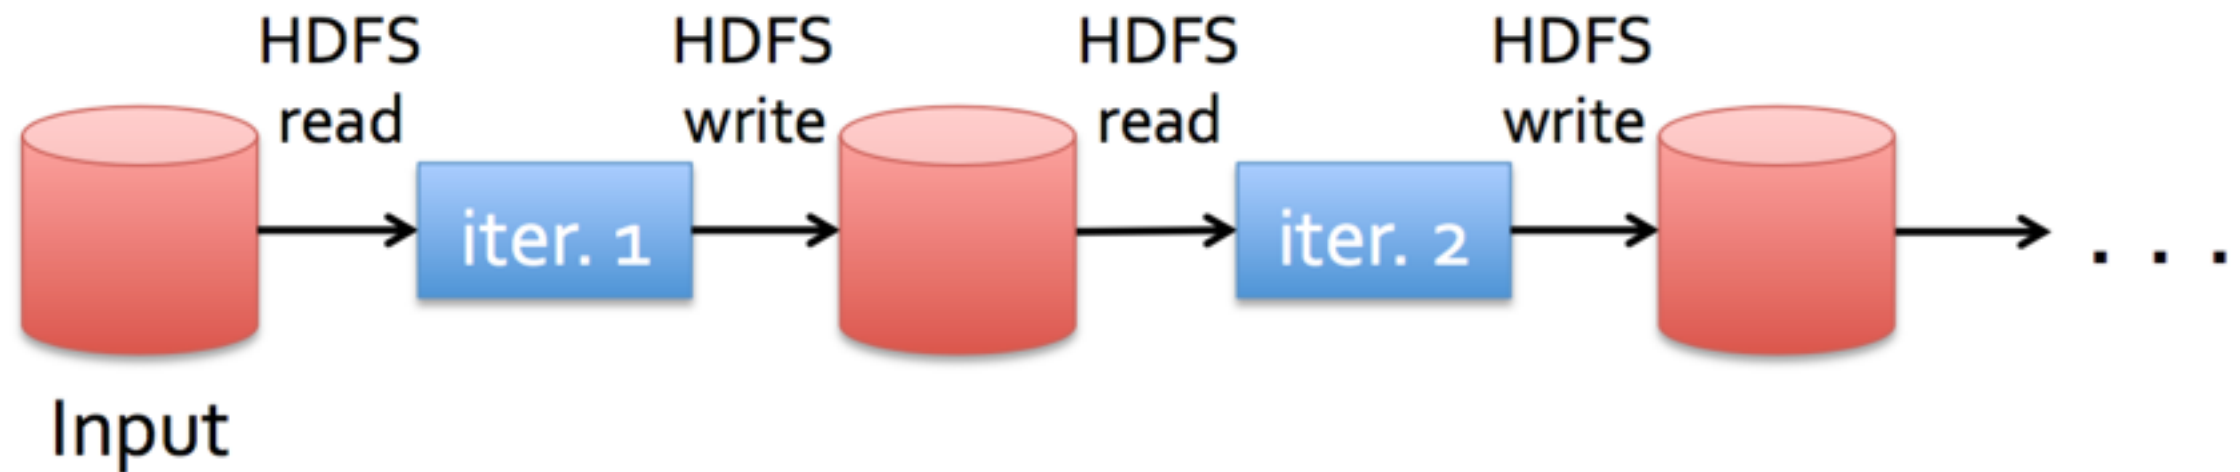 HDFS
read
HDFS
write
HDFS
read
HDFS
write
iter. 1
iter. 2
. . .
Input